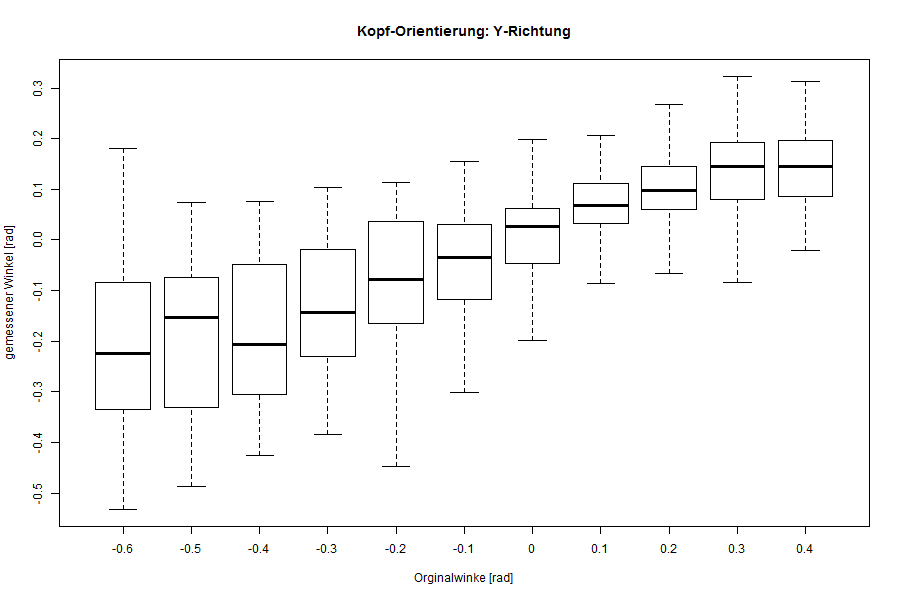 Kopf-Orientierung: Y-Richtung
gemessener Winkel [rad]
0.3
0.2
0.1
0.0
-0.1
-0.2
-0.3
-0.4
-0.5
-0.6 -0.5 -0.4 -0.3 -0.2 -0.1 0 0.1 0.2 0.3 0.4
Orginalwinke [rad]